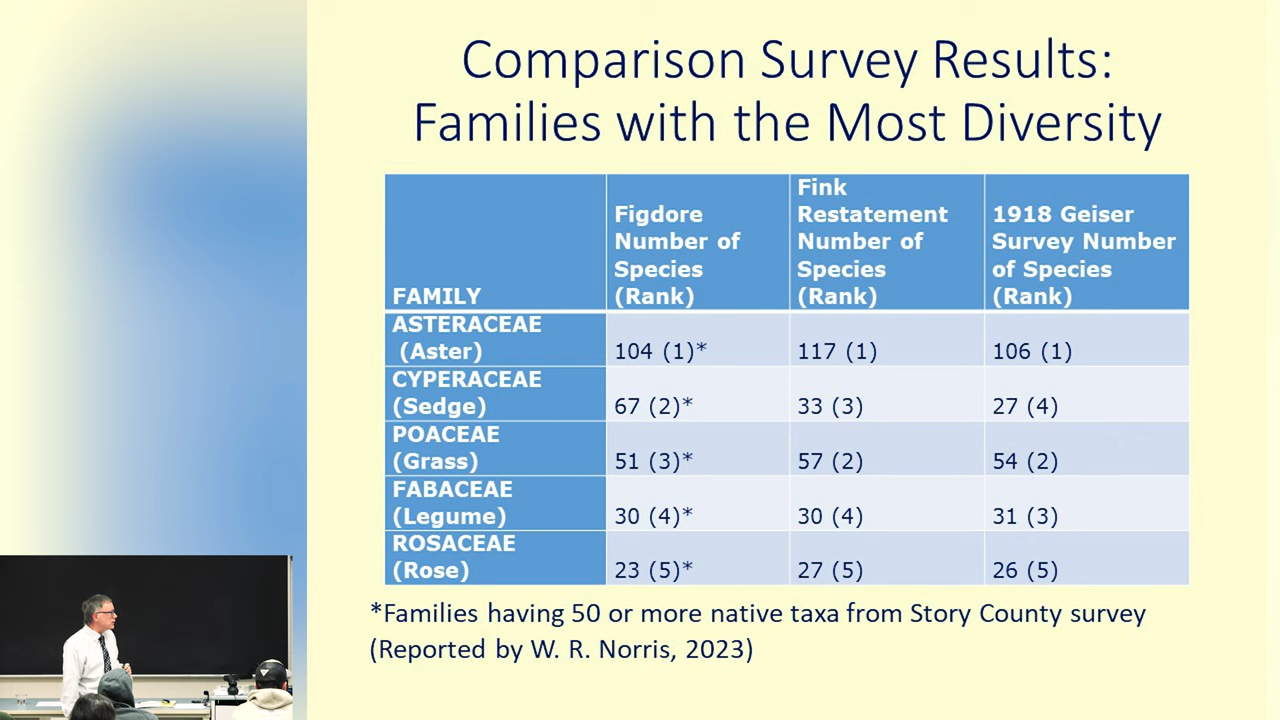 Comparison Survey Results:
Families with the Most Diversity
FAMILY
Figdore
Number of
Species
(Rank)
Fink
Restatement
Number of
Species
(Rank)
1918 Geiser
Survey Number
of Species
(Rank)
ASTERACEAE
(Aster)
104 (1)*
117 (1)
106 (1)
CYPERACEAE
(Sedge)
67 (2)*
33 (3)
27 (4)
POACEAE
(Grass)
51 (3)*
57 (2)
54 (2)
FABACEAE
(Legume)
30 (4)*
30 (4)
31 (3)
ROSACEAE
(Rose)
23 (5)*
27 (5)
26 (5)
*Families having 50 or more native taxa from Story County survey
(Reported by W. R. Norris, 2023)